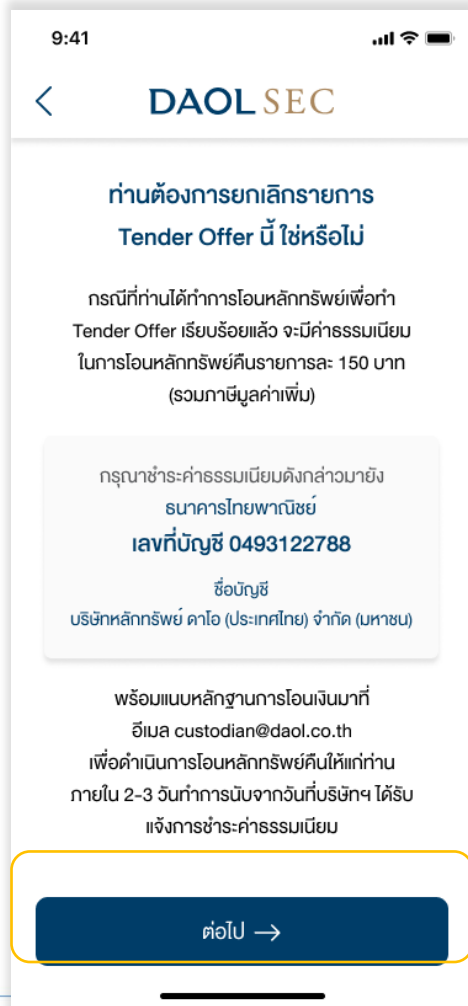 9:41
DAOL SEC
ท่านต้องการยกเลิกรายการ
Tender Offer นี้ ใช่หรือไม่
กรณีที่ท่านได้ทำการโอนหลักทรัพย์เพื่อทำ
Tender Offer เรียบร้อยแล้ว จะมีค่าธรรมเนียม
ในการโอนหลักทรัพย์คืนรายการละ 150 บาท
(รวมภาษีมูลค่าเพิ่ม)
กรุณาชำระค่าธรรมเนียมดังกล่าวมายัง
ธนาคารไทยพาณิชย์
เลขที่บัญชี 0493122788
ชื่อบัญชี
บริษัทหลักทรัพย์ ดาโอ (ประเทศไทย) จำกัด (มหาชน)
พร้อมแนบหลักฐานการโอนเงินมาที่
อีเมล custodian@daol.co.th
เพื่อดำเนินการโอนหลักทรัพย์คืนให้แก่ท่าน
ภายใน 2-3 วันทำการนับจากวันที่บริษัทฯ ได้รับ
แจ้งการชำระค่าธรรมเนียม
ต่อไป →